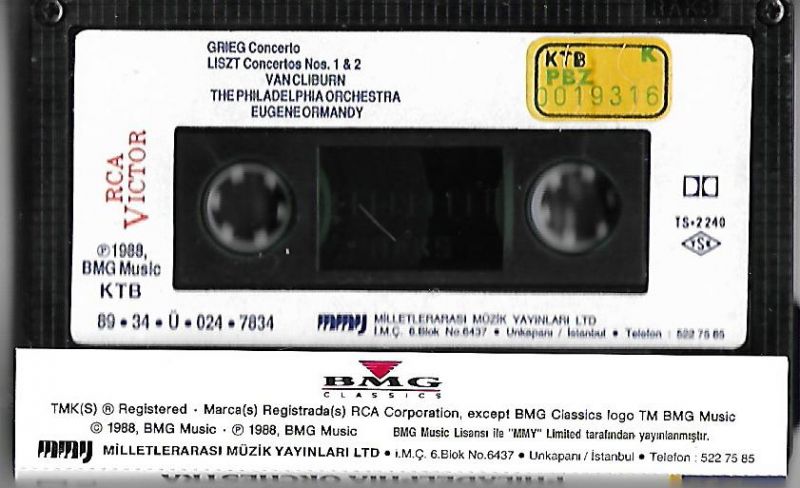 GRIEG Concerto
LISZT Concertos Nos. 1 & 2
VAN CLIBURN
THE PHILADELPHIA ORCHESTRA
EUGENE ORMANDY
KTB K
PBZ
0019316
RCA
VICTOR
TS•2240
YSK
℗1988,
BMG Music
KTB
89 • 34 • Ü • 024 • 7834
mmy MİLLETLERARASI MÜZİK YAYINLARI LTD
İ.M.Ç. 6.Blok No.6437 • Unkapanı / İstanbul • Telefon : 522 75 85
BMG
CLASSICS
TMK(S) ® Registered · Marca(s) Registrada(s) RCA Corporation, except BMG Classics logo TM BMG Music
© 1988, BMG Music · ℗ 1988, BMG Music BMG Music Lisansı ile "MMY" Limited tarafından yayınlanmıştır.
mmy MİLLETLERARASI MÜZİK YAYINLARI LTD • İ.M.Ç. 6.Blok No.6437 • Unkapanı / İstanbul • Telefon : 522 75 85